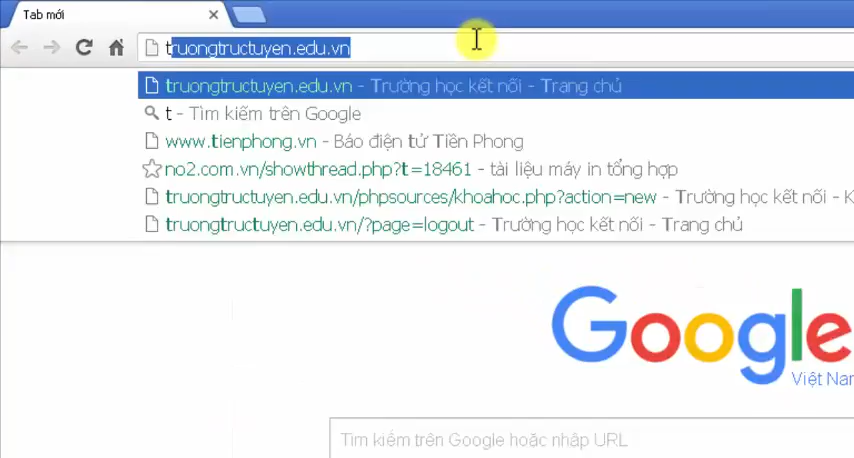 Tab mới
truongtructuyen.edu.vn
truongtructuyen.edu.vn - Trường học kết nối - Trang chủ
t - Tìm kiếm trên Google
www.tienphong.vn - Báo điện tử Tiền Phong
no2.com.vn/showthread.php?t=18461 - tài liệu máy in tổng hợp
truongtructuyen.edu.vn/phpsources/khoahoc.php?action=new - Trường học kết nối - K
truongtructuyen.edu.vn/?page=logout - Trường học kết nối - Trang chủ
Google
Việt Nam
Tìm kiếm trên Google hoặc nhập URL